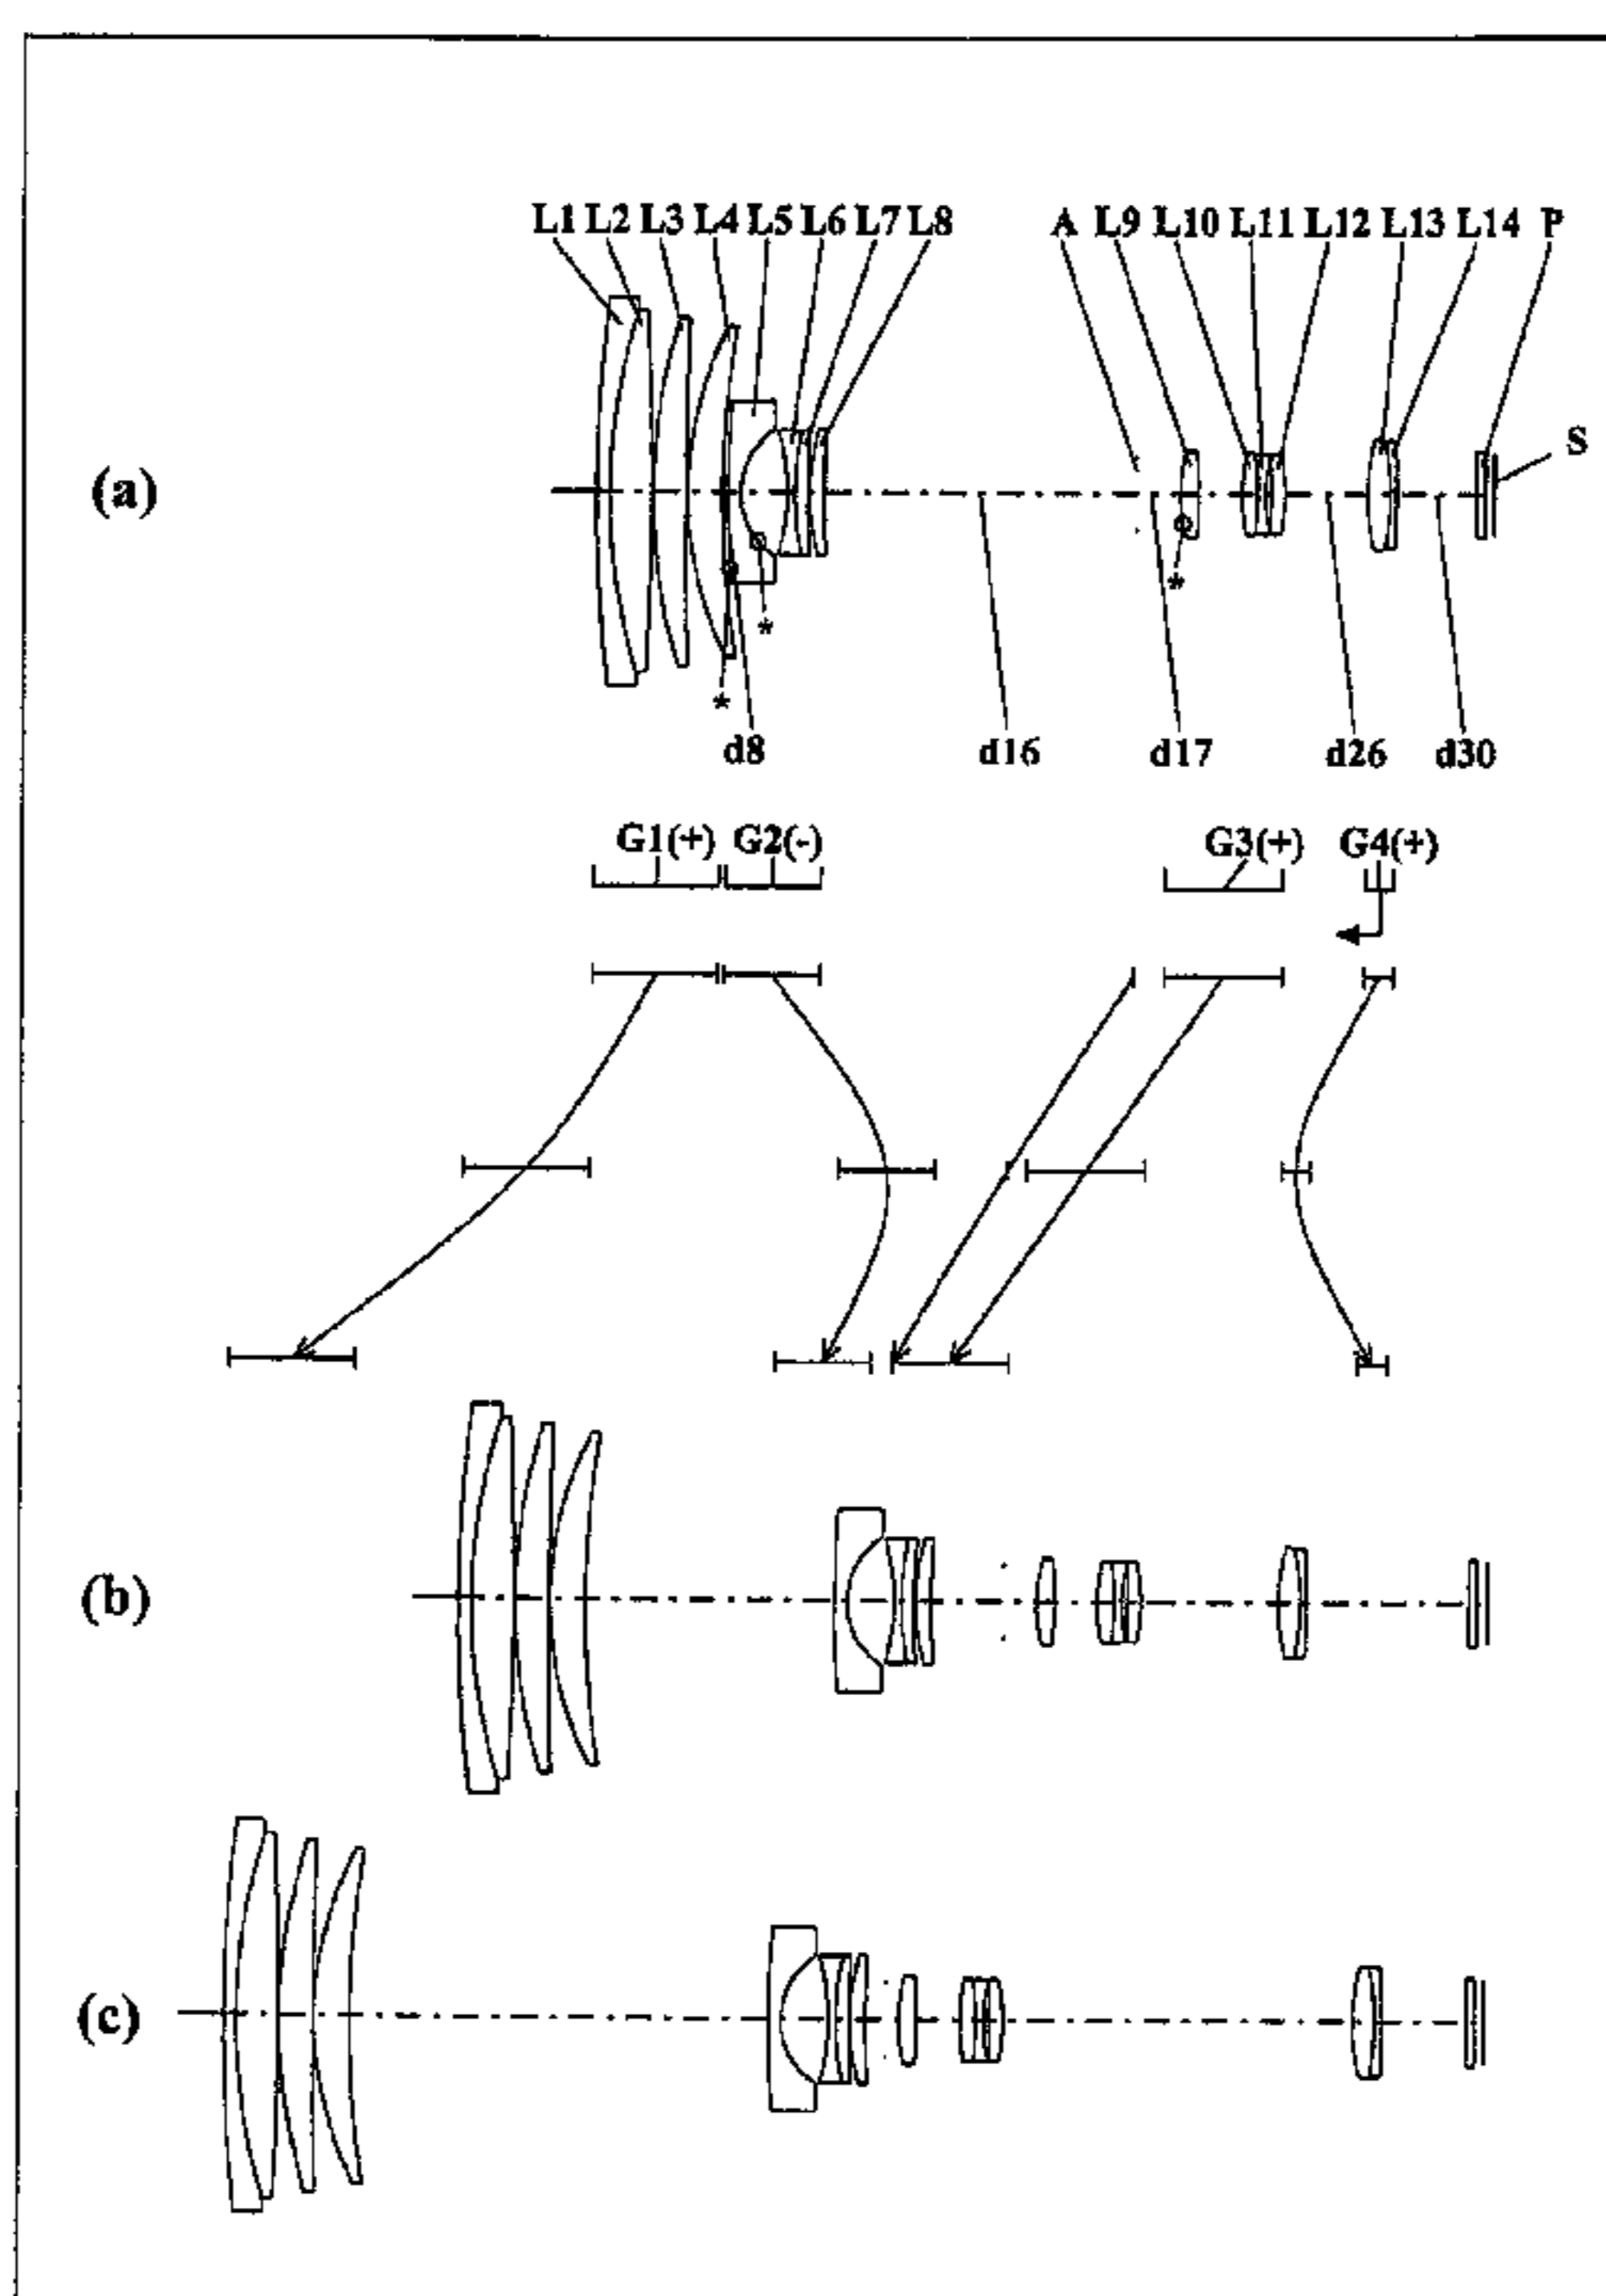 L1 L2 L3 L4 L5 L6 L7 L8 A L9 L10 L11 L12 L13 L14 P
S
(a)
* * *
d8 d16 d17 d26 d30
G1(+) G2(-) G3(+) G4(+)
(b)
(c)